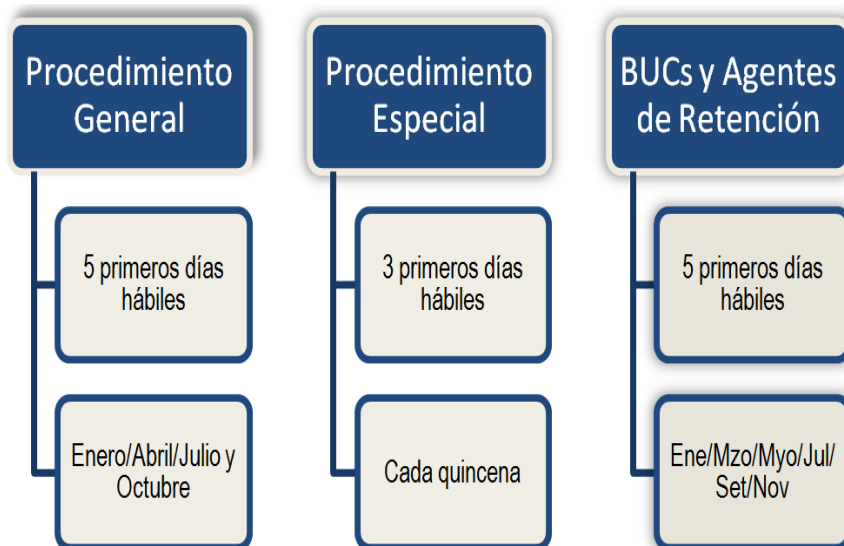 Procedimiento
General
5 primeros días
hábiles
Enero/Abril/Julio y
Octubre
Procedimiento
Especial
3 primeros días
hábiles
Cada quincena
BUCs y Agentes
de Retención
5 primeros días
hábiles
Ene/Mzo/Myo/Jul/
Set/Nov